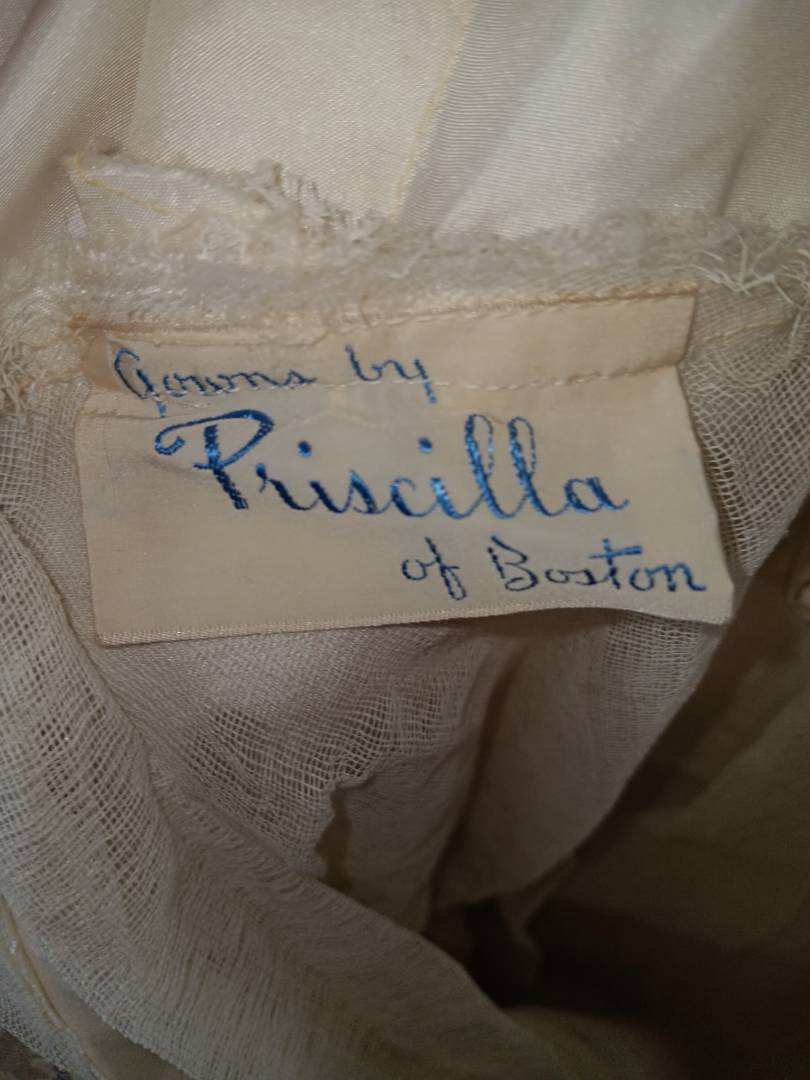 Gowns by
Priscilla
of Boston